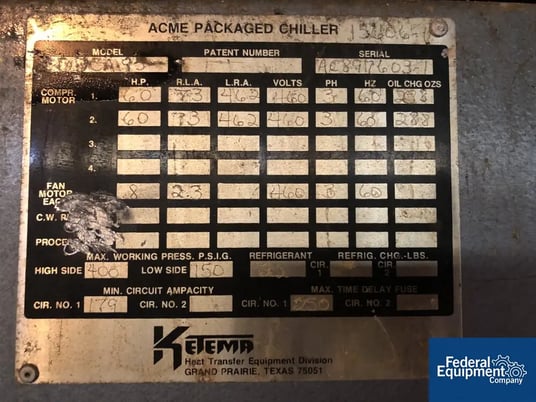 ACME PACKAGED CHILLER
MODEL PATENT NUMBER SERIAL
H.P. R.L.A. L.R.A. VOLTS PH HZ OIL CHG OZS
COMPR. MOTOR 1. 60 73 462 460 3 60 288
2. 60 73 462 460 3 60 288
3.
4.
FAN MOTOR 8 2.3 460 3 60
C.W.
MAX. WORKING PRESS. P.S.I.G. REFRIGERANT REFRIG. CHG.-LBS.
HIGH SIDE 400 LOW SIDE 150 CIR. 1 CIR. 2
MIN. CIRCUIT AMPACITY MAX. TIME DELAY FUSE
CIR. NO. 1 179 CIR. NO. 2 CIR. NO. 1 250 CIR. NO. 2
KETEMA
Heat Transfer Equipment Division
GRAND PRAIRIE, TEXAS 75051
Federal
Equipment
Company